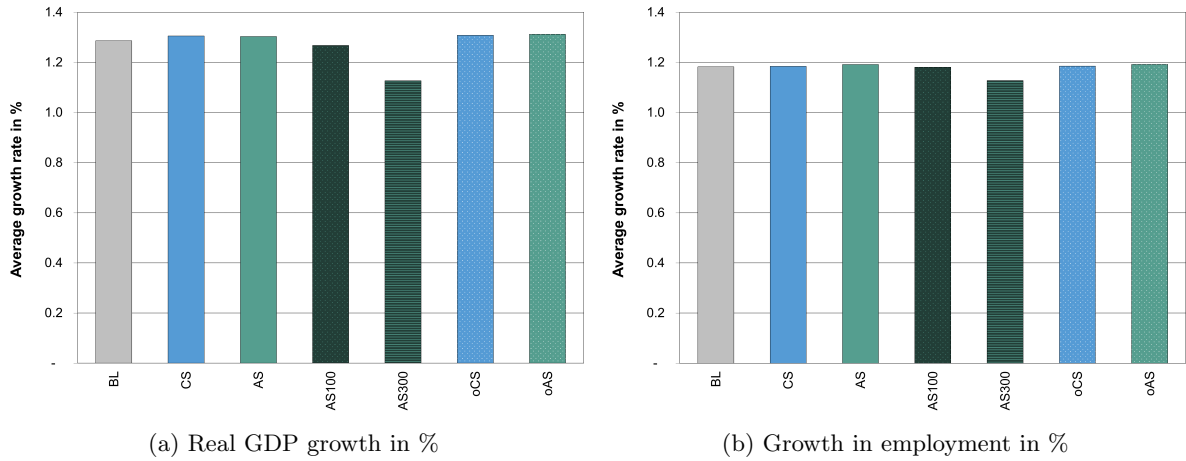 1.4
1.2
1.0
0.8
0.6
0.4
0.2
-
Average growth rate in %
BL
CS
AS
AS100
AS300
oCS
oAS
(a) Real GDP growth in %
1.4
1.2
1.0
0.8
0.6
0.4
0.2
-
Average growth rate in %
BL
CS
AS
AS100
AS300
oCS
oAS
(b) Growth in employment in %